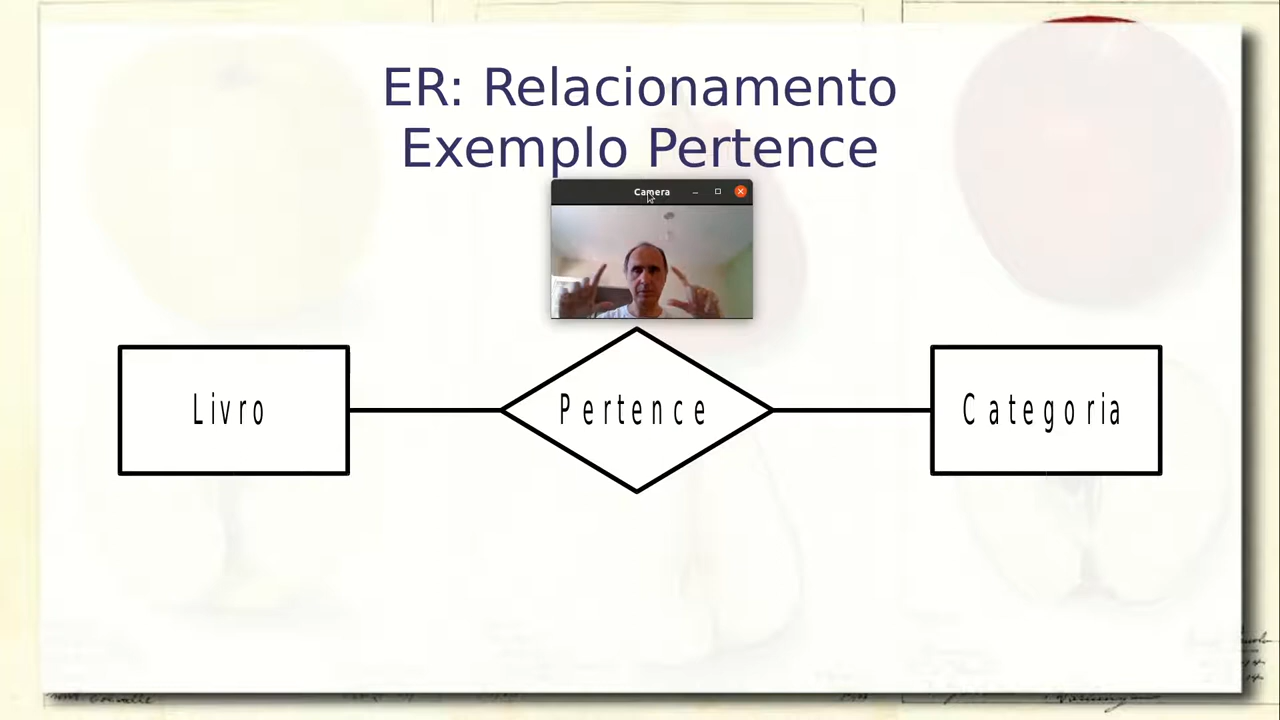 ER: Relacionamento
Exemplo Pertence
Camera
Livro
Pertence
Categoria